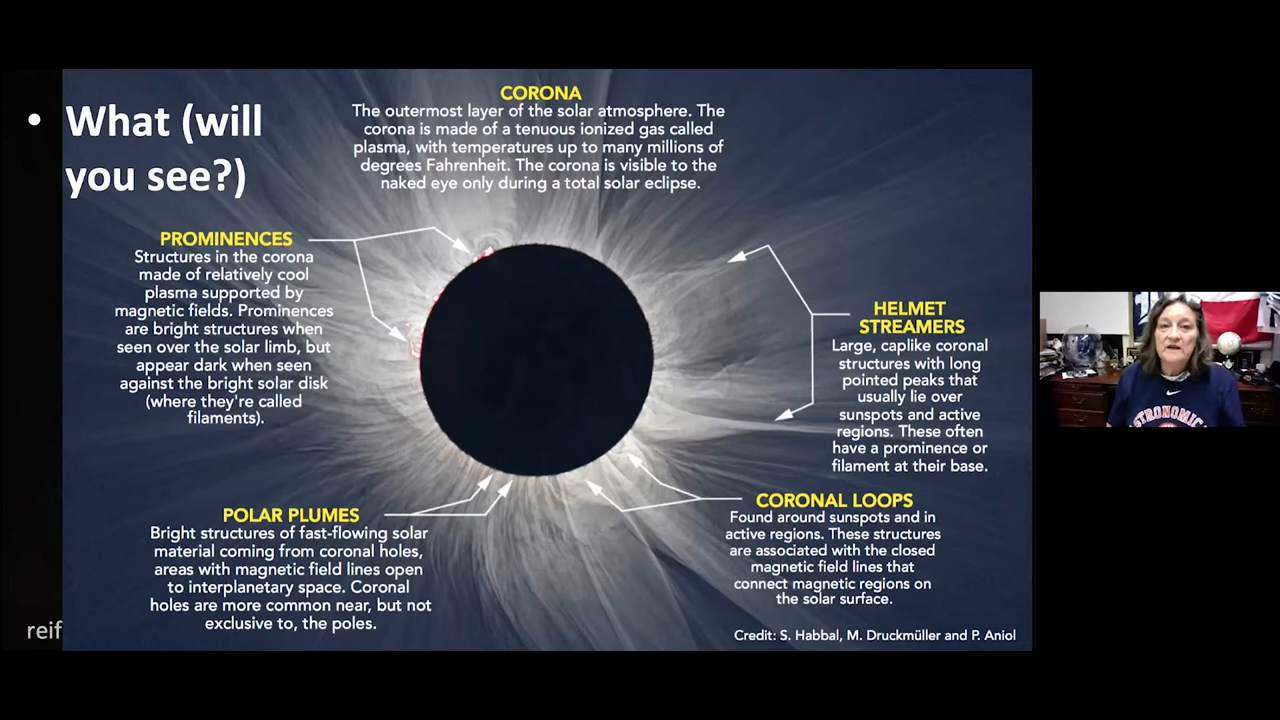 • What (will
you see?)
CORONA
The outermost layer of the solar atmosphere. The
corona is made of a tenuous ionized gas called
plasma, with temperatures up to many millions of
degrees Fahrenheit. The corona is visible to the
naked eye only during a total solar eclipse.
PROMINENCES
Structures in the corona
made of relatively cool
plasma supported by
magnetic fields. Prominences
are bright structures when
seen over the solar limb, but
appear dark when seen
against the bright solar disk
(where they're called
filaments).
HELMET
STREAMERS
Large, caplike coronal
structures with long
pointed peaks that
usually lie over
sunspots and active
regions. These often
have a prominence or
filament at their base.
POLAR PLUMES
Bright structures of fast-flowing solar
material coming from coronal holes,
areas with magnetic field lines open
to interplanetary space. Coronal
holes are more common near, but not
exclusive to, the poles.
CORONAL LOOPS
Found around sunspots and in
active regions. These structures
are associated with the closed
magnetic field lines that
connect magnetic regions on
the solar surface.
Credit: S. Habbal, M. Druckmüller and P. Aniol
reif